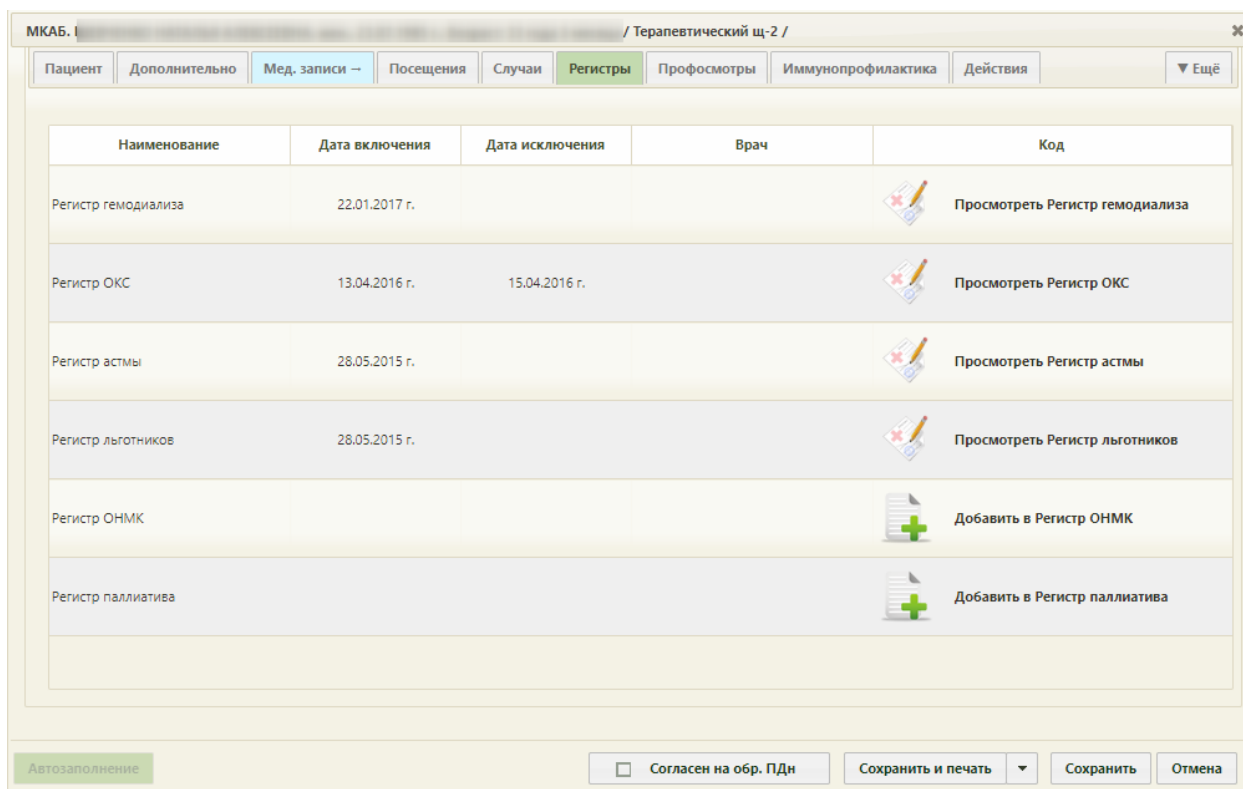 МКАБ. / Терапевтический щ-2 /
Пациент Дополнительно Мед. записи → Посещения Случаи Регистры Профосмотры Иммунопрофилактика Действия ▼ Ещё
Наименование Дата включения Дата исключения Врач Код
Регистр гемодиализа 22.01.2017 г. Просмотреть Регистр гемодиализа
Регистр ОКС 13.04.2016 г. 15.04.2016 г. Просмотреть Регистр ОКС
Регистр астмы 28.05.2015 г. Просмотреть Регистр астмы
Регистр льготников 28.05.2015 г. Просмотреть Регистр льготников
Регистр ОНМК Добавить в Регистр ОНМК
Регистр паллиатива Добавить в Регистр паллиатива
Автозаполнение Согласен на обр. ПДн Сохранить и печать Сохранить Отмена